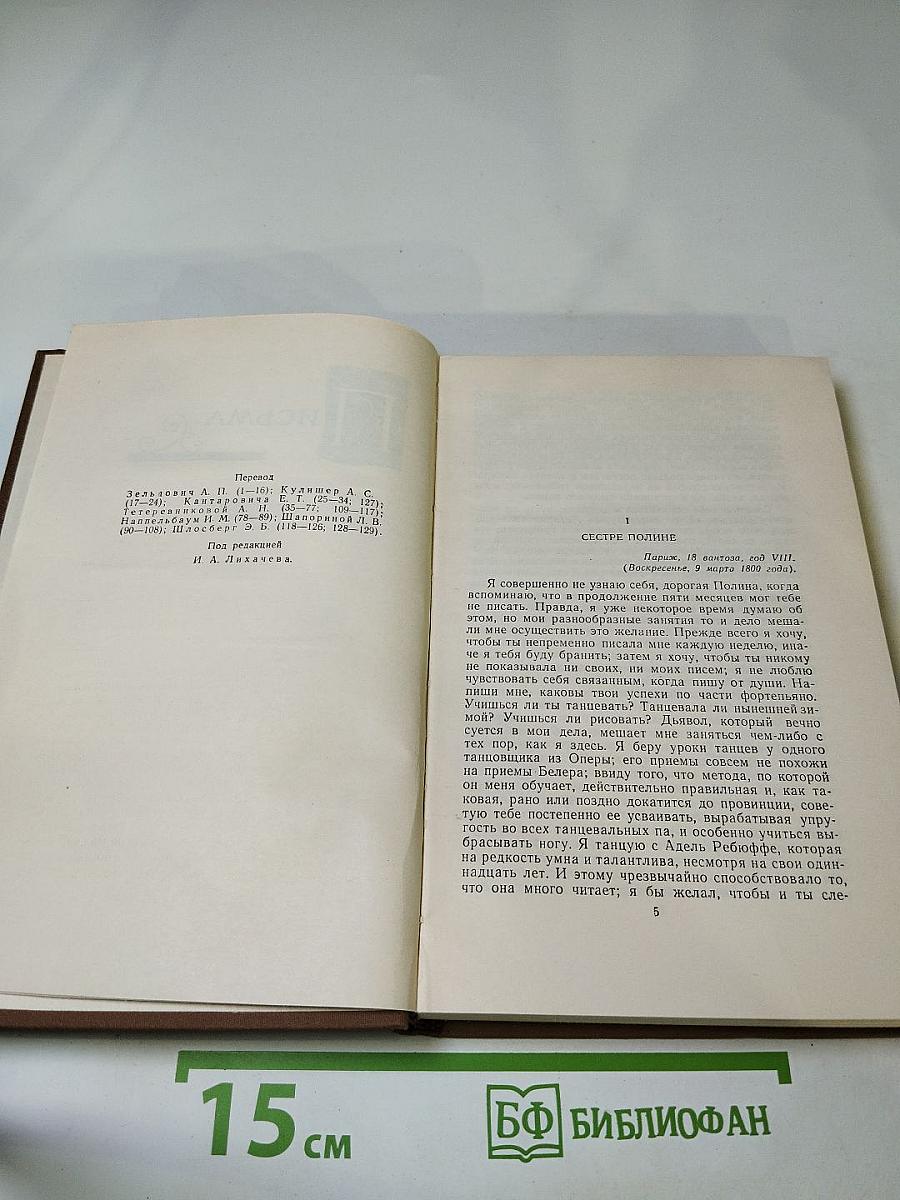 ПИСЬМА
Перевод
Зельдович А. П. (1—16); Кулишер А. С.
(17—24); Кантаровича Е. Т. (25—34; 127);
Тетеревниковой А. Н. (35—77; 109—117);
Наппельбаум И. М. (78—89); Шапориной Л. В.
(90—108); Шлосберг Э. Б. (118—126; 128—129).
Под редакцией
И. А. Лихачева.
I
СЕСТРЕ ПОЛИНЕ
Париж, 18 вантоза, год VIII.
(Воскресенье, 9 марта 1800 года).
Я совершенно не узнаю себя, дорогая Полина, когда
вспоминаю, что в продолжение пяти месяцев мог тебе
не писать. Правда, я уже некоторое время думаю об
этом, но мои разнообразные занятия то и дело меша-
ли мне осуществить это желание. Прежде всего я хочу,
чтобы ты непременно писала мне каждую неделю, ина-
че я тебя буду бранить; затем я хочу, чтобы ты никому
не показывала ни своих, ни моих писем; я не люблю
чувствовать себя связанным, когда пишу от души. На-
пиши мне, каковы твои успехи по части фортепьяно.
Учишься ли ты танцевать? Танцевала ли нынешней зи-
мой? Учишься ли рисовать? Дьявол, который вечно
суется в мои дела, мешает мне заняться чем-либо с
тех пор, как я здесь. Я беру уроки танцев у одного
танцовщика из Оперы; его приемы совсем не похожи
на приемы Белера; ввиду того, что метода, по которой
он меня обучает, действительно правильная и, как та-
ковая, рано или поздно докатится до провинции, сове-
тую тебе постепенно ее усваивать, вырабатывая упру-
гость во всех танцевальных па, и особенно учиться вы-
брасывать ногу. Я танцую с Адель Ребюффе, которая
на редкость умна и талантлива, несмотря на свои один-
надцать лет. И этому чрезвычайно способствовало то,
что она много читает; я бы желал, чтобы и ты сле-
5
15 см
БФ БИБЛИОФАН